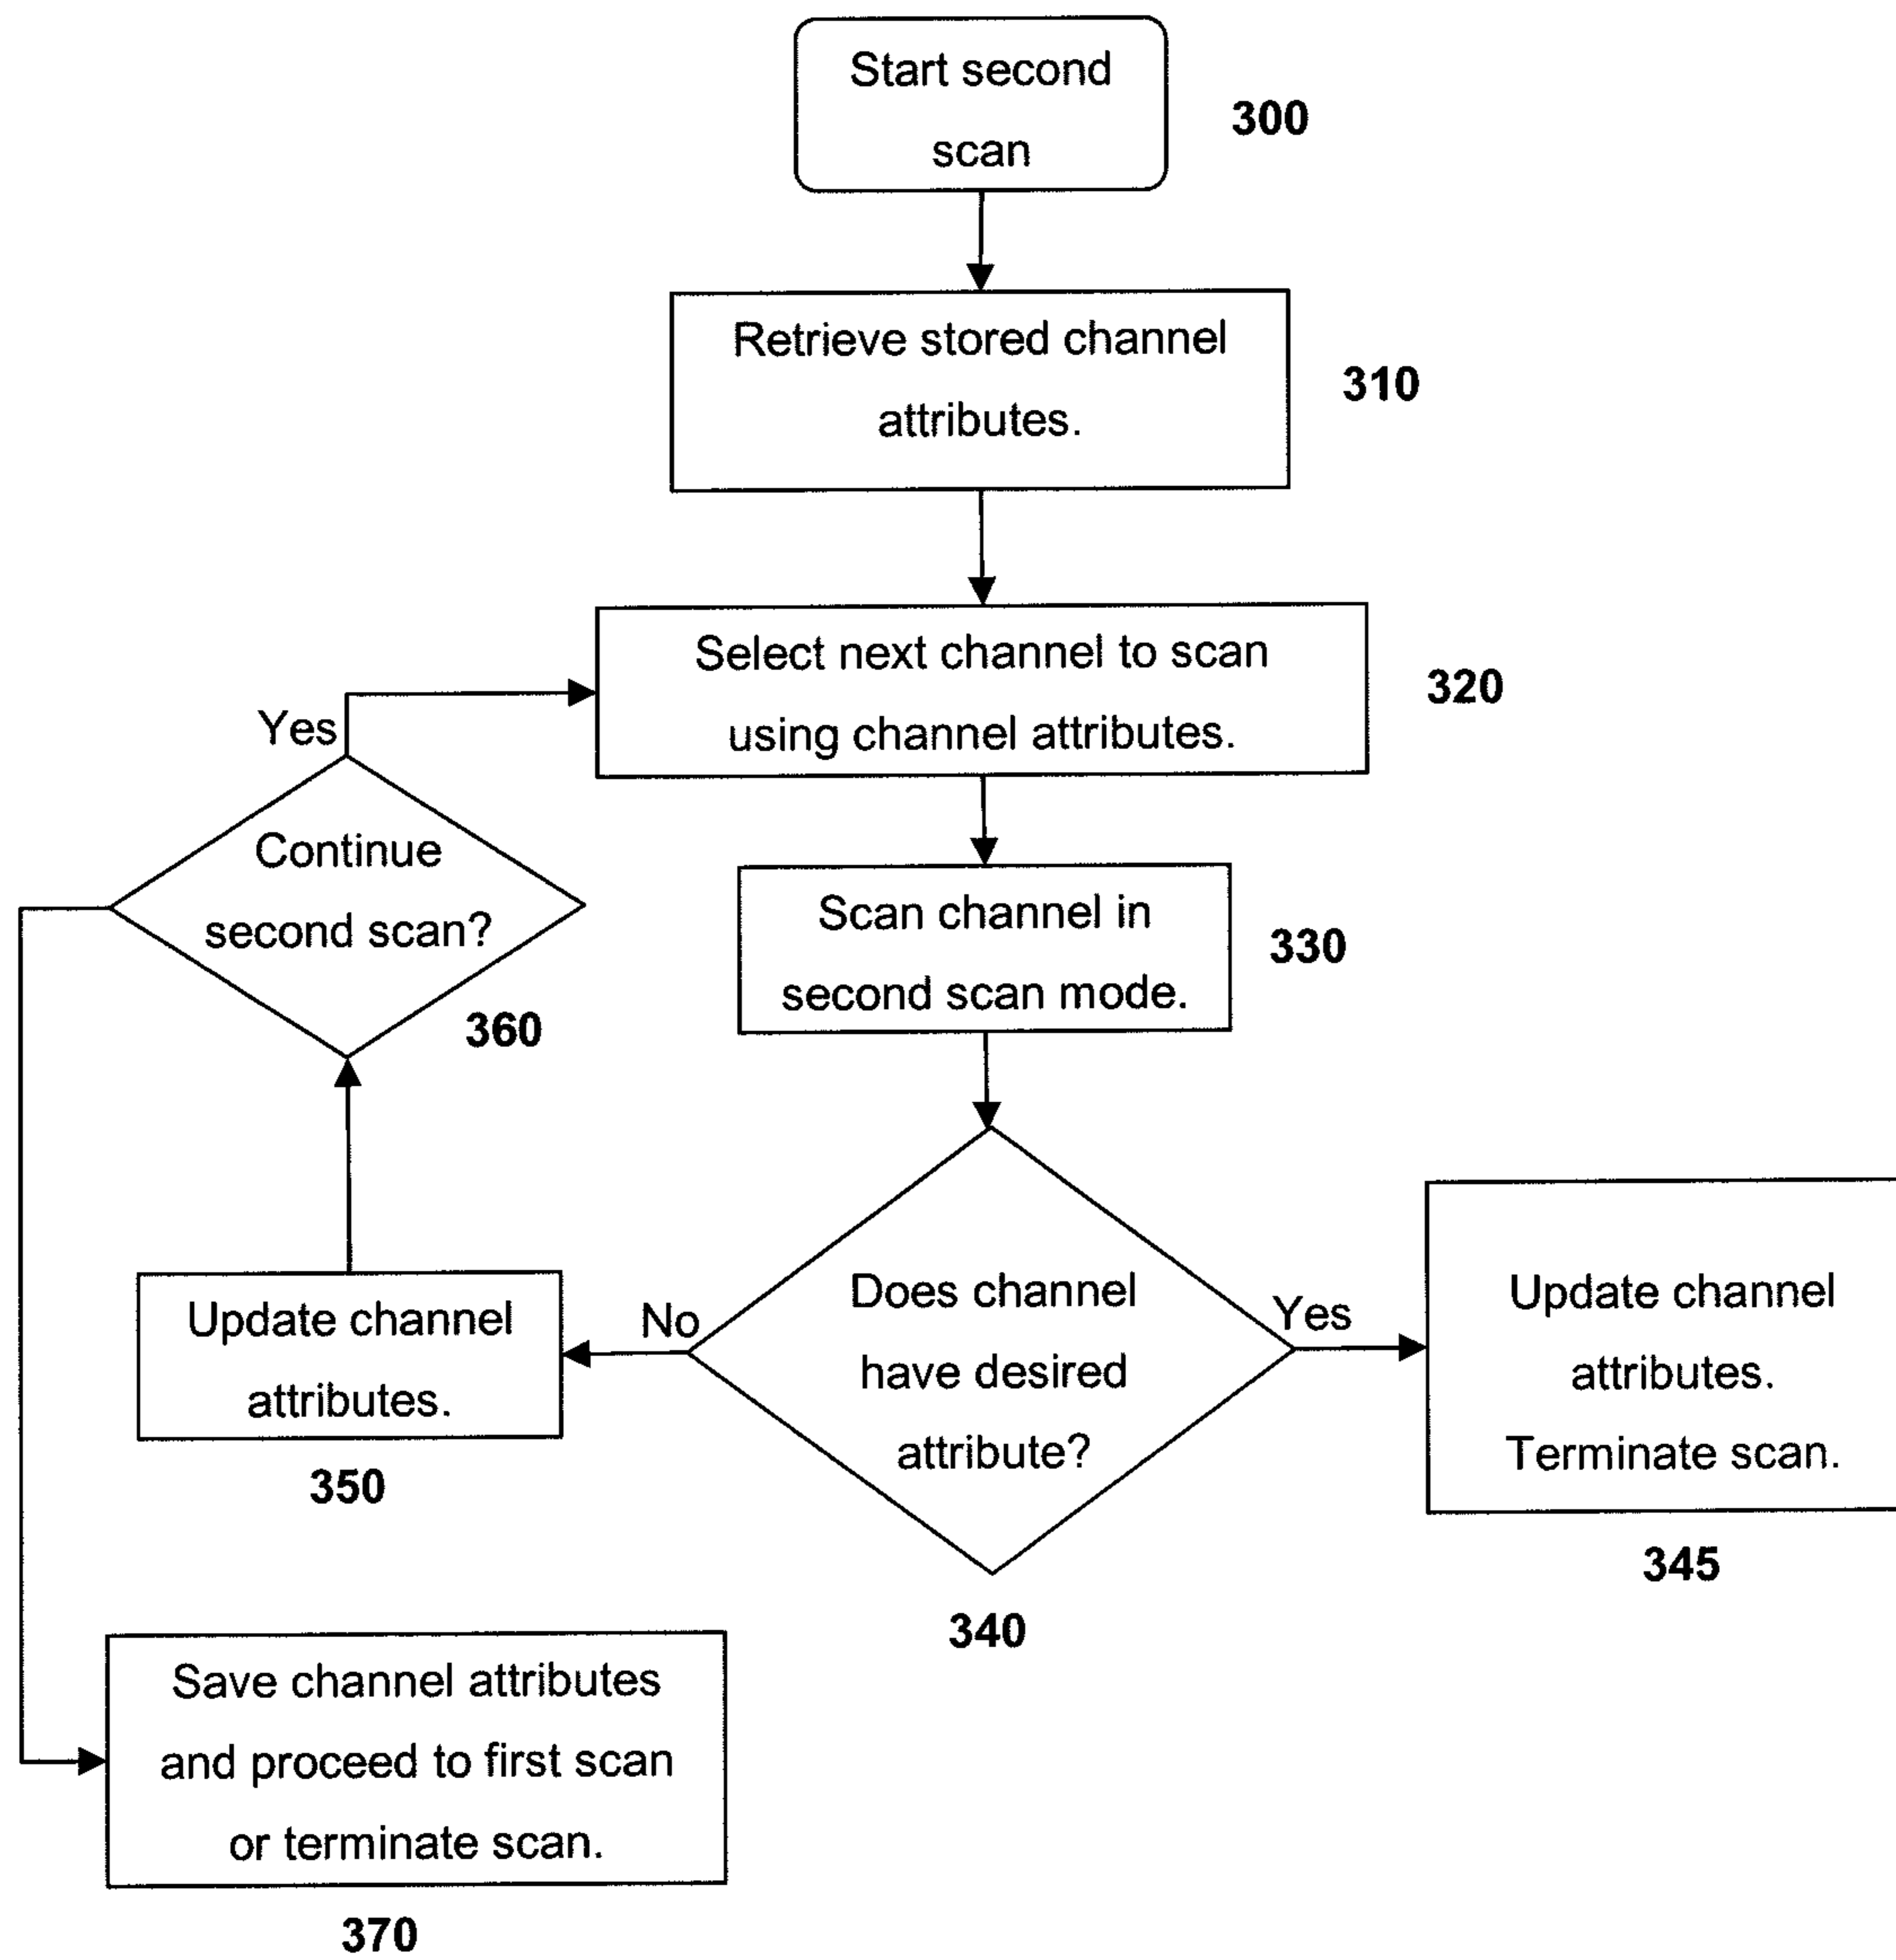 Start second
scan
300
Retrieve stored channel
attributes.
310
Select next channel to scan
using channel attributes.
320
Yes
Continue
second scan?
360
Scan channel in
second scan mode.
330
Does channel
have desired
attribute?
340
Yes
Update channel
attributes.
Terminate scan.
345
No
Update channel
attributes.
350
Save channel attributes
and proceed to first scan
or terminate scan.
370